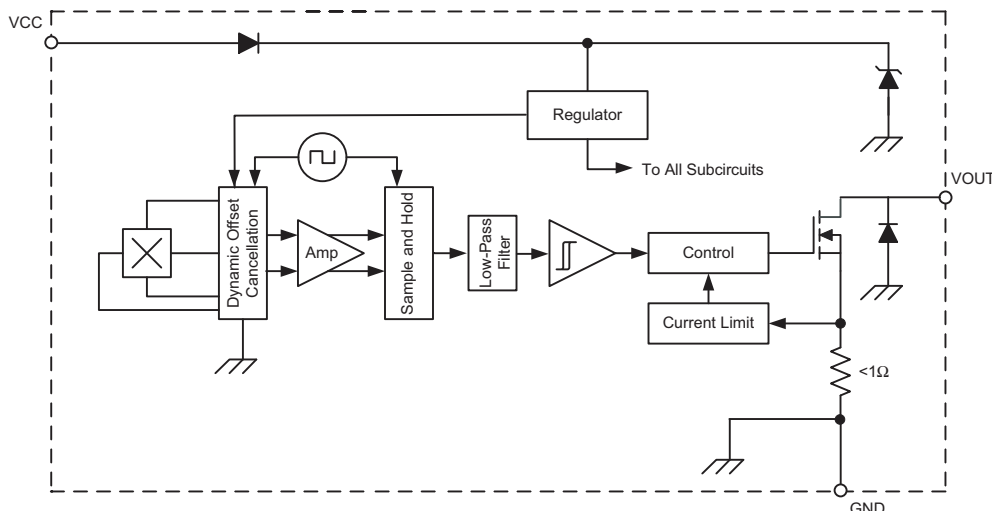 VCC
Regulator
To All Subcircuits
VOUT
Dynamic Offset
Cancellation
Amp
Sample and Hold
Low-Pass
Filter
Control
Current Limit
<1Ω
GND